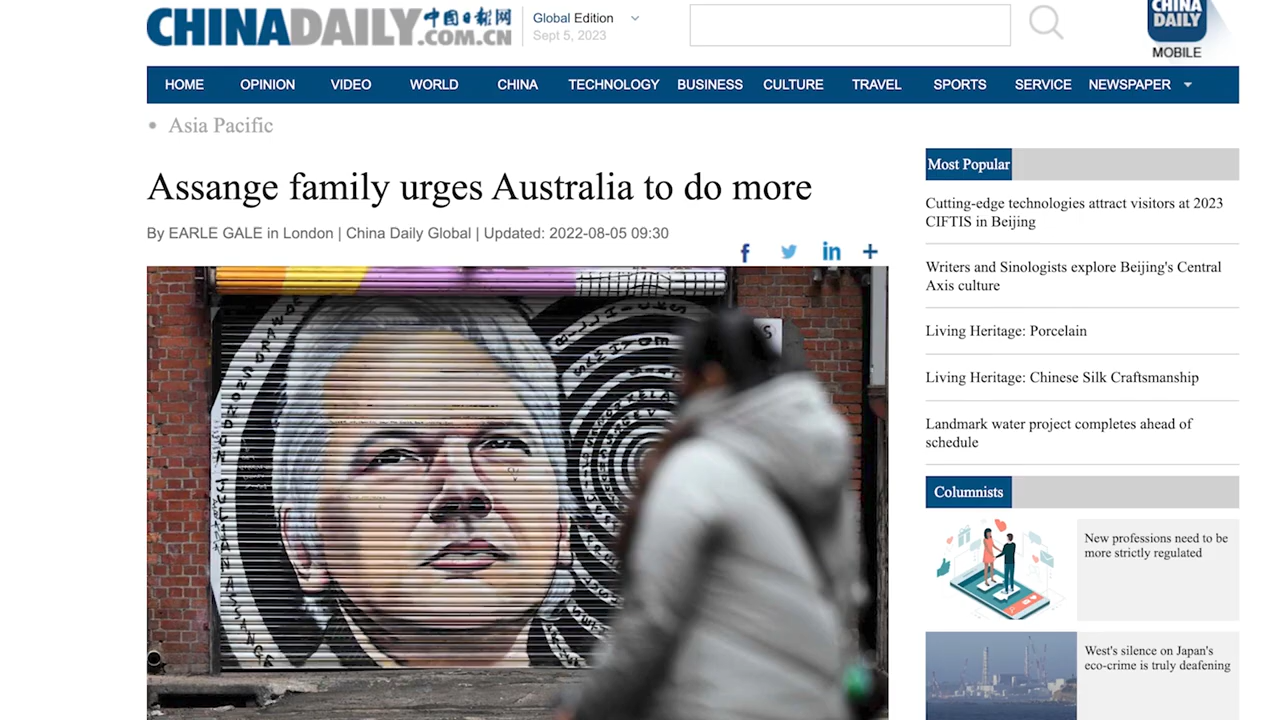 CHINADAILY 中国日报网
.COM.CN
Global Edition
Sept 5, 2023
CHINA
DAILY
MOBILE
HOME OPINION VIDEO WORLD CHINA TECHNOLOGY BUSINESS CULTURE TRAVEL SPORTS SERVICE NEWSPAPER
• Asia Pacific
Assange family urges Australia to do more
By EARLE GALE in London | China Daily Global | Updated: 2022-08-05 09:30
Most Popular
Cutting-edge technologies attract visitors at 2023
CIFTIS in Beijing
Writers and Sinologists explore Beijing's Central
Axis culture
Living Heritage: Porcelain
Living Heritage: Chinese Silk Craftsmanship
Landmark water project completes ahead of
schedule
Columnists
New professions need to be
more strictly regulated
West's silence on Japan's
eco-crime is truly deafening